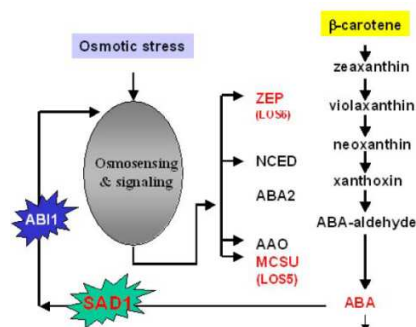 Osmotic stress
β-carotene
zeaxanthin
ZEP
(LOS6)
violaxanthin
neoxanthin
Osmosensing
& signaling
NCED
xanthoxin
ABA2
ABI1
ABA-aldehyde
AAO
MCSU
(LOS5)
SAD1
ABA